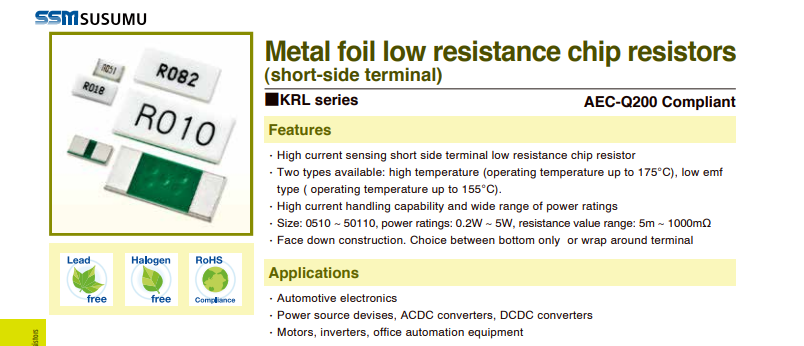 SSM SUSUMU
R051
R082
R018
R010
Metal foil low resistance chip resistors
(short-side terminal)
■KRL series
AEC-Q200 Compliant
Features
· High current sensing short side terminal low resistance chip resistor
· Two types available: high temperature (operating temperature up to 175°C), low emf
type ( operating temperature up to 155°C).
· High current handling capability and wide range of power ratings
· Size: 0510 ~ 50110, power ratings: 0.2W ~ 5W, resistance value range: 5m ~ 1000mΩ
· Face down construction. Choice between bottom only or wrap around terminal
Lead
free
Halogen
free
RoHS
Compliance
Applications
· Automotive electronics
· Power source devises, ACDC converters, DCDC converters
· Motors, inverters, office automation equipment